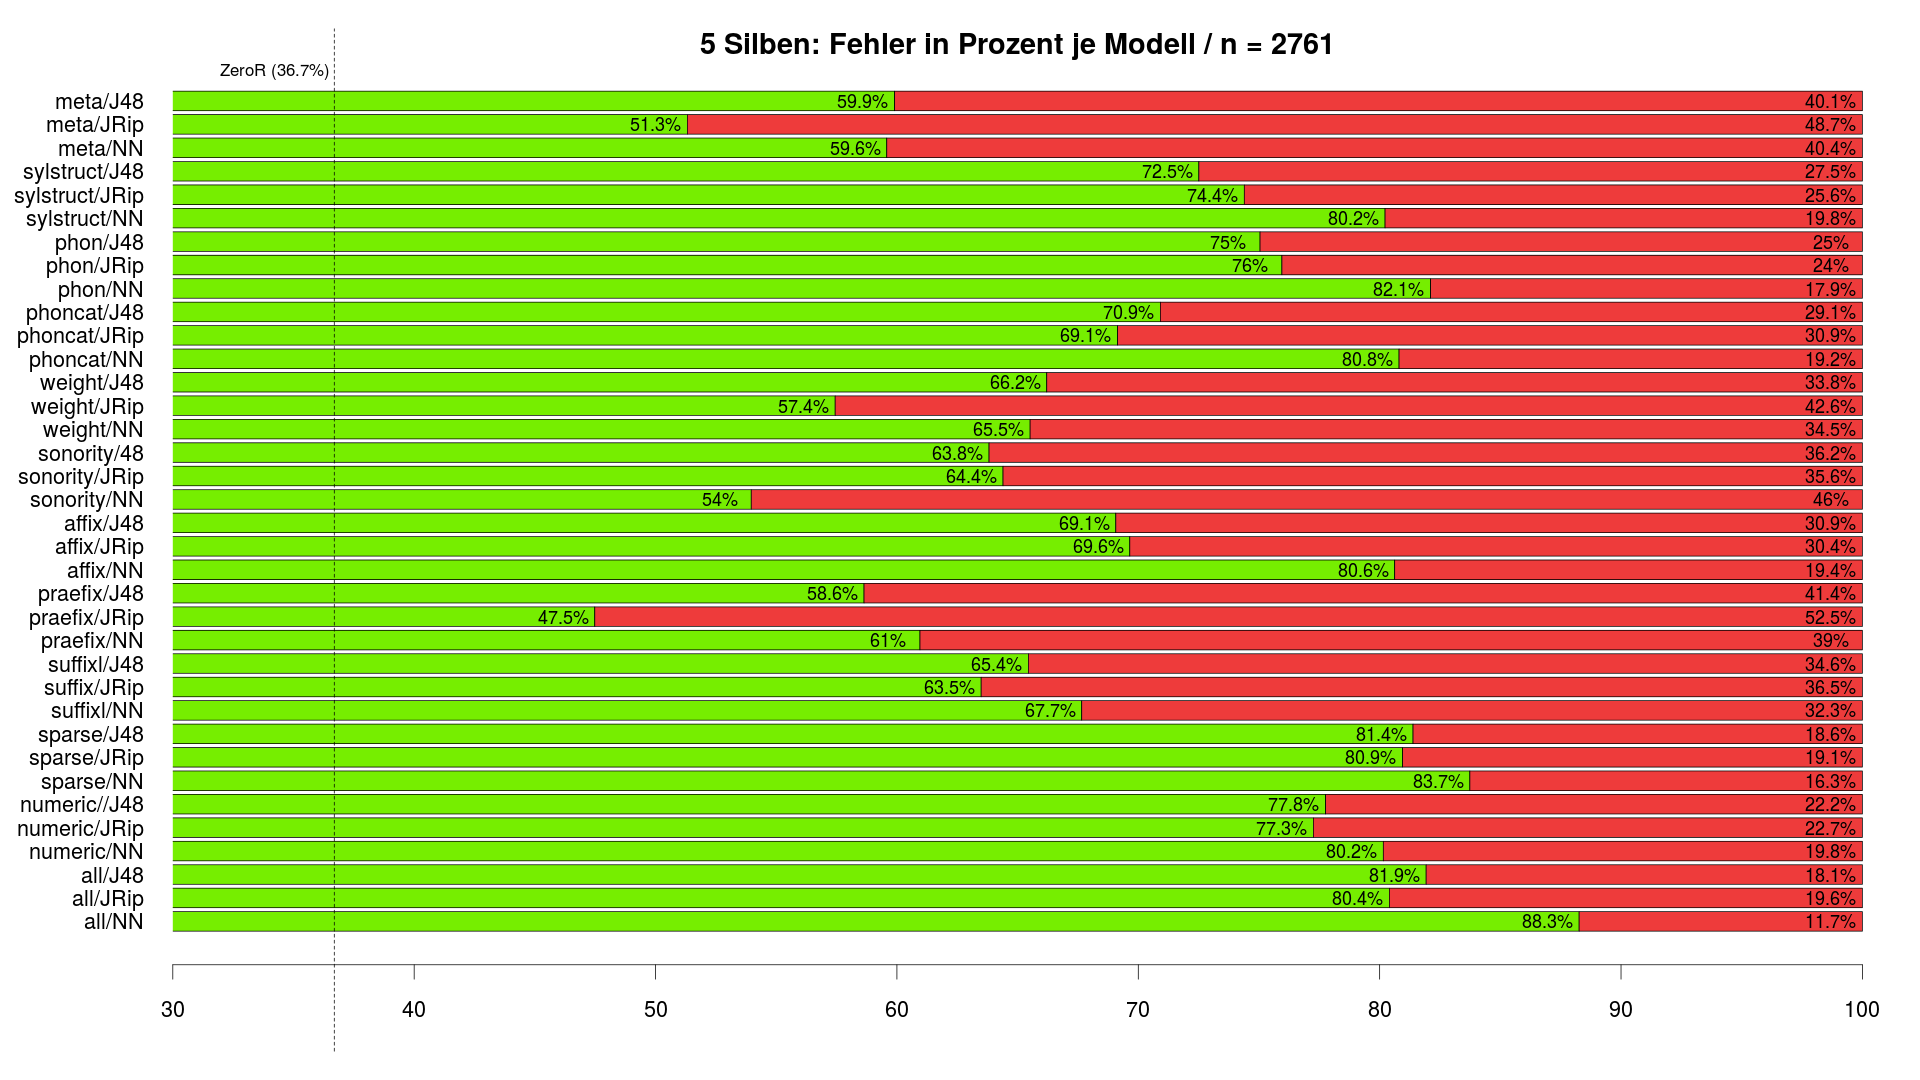 5 Silben: Fehler in Prozent je Modell / n = 2761
ZeroR (36.7%)
meta/J48 59.9% 40.1%
meta/JRip 51.3% 48.7%
meta/NN 59.6% 40.4%
sylstruct/J48 72.5% 27.5%
sylstruct/JRip 74.4% 25.6%
sylstruct/NN 80.2% 19.8%
phon/J48 75% 25%
phon/JRip 76% 24%
phon/NN 82.1% 17.9%
phoncat/J48 70.9% 29.1%
phoncat/JRip 69.1% 30.9%
phoncat/NN 80.8% 19.2%
weight/J48 66.2% 33.8%
weight/JRip 57.4% 42.6%
weight/NN 65.5% 34.5%
sonority/48 63.8% 36.2%
sonority/JRip 64.4% 35.6%
sonority/NN 54% 46%
affix/J48 69.1% 30.9%
affix/JRip 69.6% 30.4%
affix/NN 80.6% 19.4%
praefix/J48 58.6% 41.4%
praefix/JRip 47.5% 52.5%
praefix/NN 61% 39%
suffixl/J48 65.4% 34.6%
suffix/JRip 63.5% 36.5%
suffixl/NN 67.7% 32.3%
sparse/J48 81.4% 18.6%
sparse/JRip 80.9% 19.1%
sparse/NN 83.7% 16.3%
numeric//J48 77.8% 22.2%
numeric/JRip 77.3% 22.7%
numeric/NN 80.2% 19.8%
all/J48 81.9% 18.1%
all/JRip 80.4% 19.6%
all/NN 88.3% 11.7%
30 40 50 60 70 80 90 100